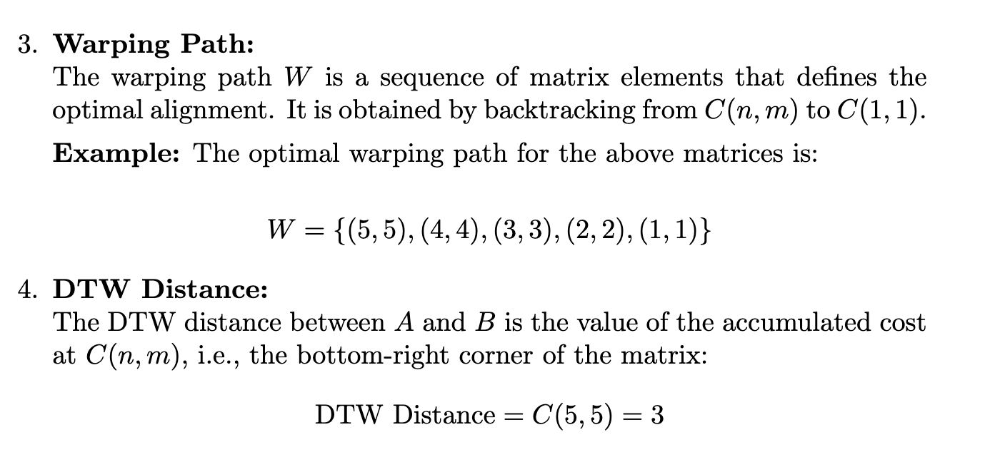 3. Warping Path:
The warping path W is a sequence of matrix elements that defines the
optimal alignment. It is obtained by backtracking from C(n, m) to C(1, 1).
Example: The optimal warping path for the above matrices is:
W = {(5, 5), (4, 4), (3, 3), (2, 2), (1, 1)}
4. DTW Distance:
The DTW distance between A and B is the value of the accumulated cost
at C(n, m), i.e., the bottom-right corner of the matrix:
DTW Distance = C(5, 5) = 3